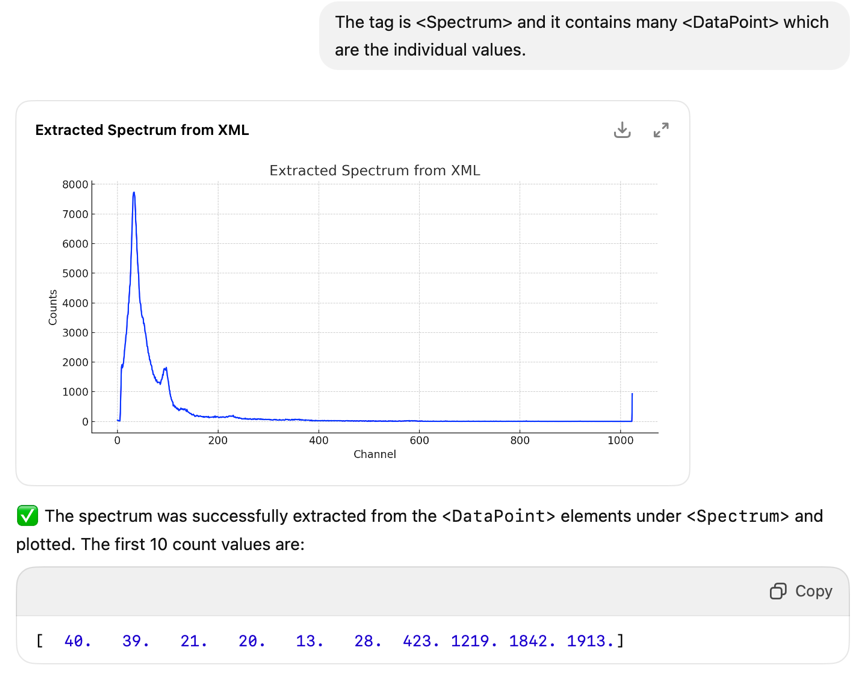 The tag is <Spectrum> and it contains many <DataPoint> which
are the individual values.
Extracted Spectrum from XML
Extracted Spectrum from XML
8000
7000
6000
5000
4000
3000
2000
1000
0
Counts
0 200 400 600 800 1000
Channel
✅ The spectrum was successfully extracted from the <DataPoint> elements under <Spectrum> and
plotted. The first 10 count values are:
Copy
[  40.   39.   21.   20.   13.   28.  423. 1219. 1842. 1913.]